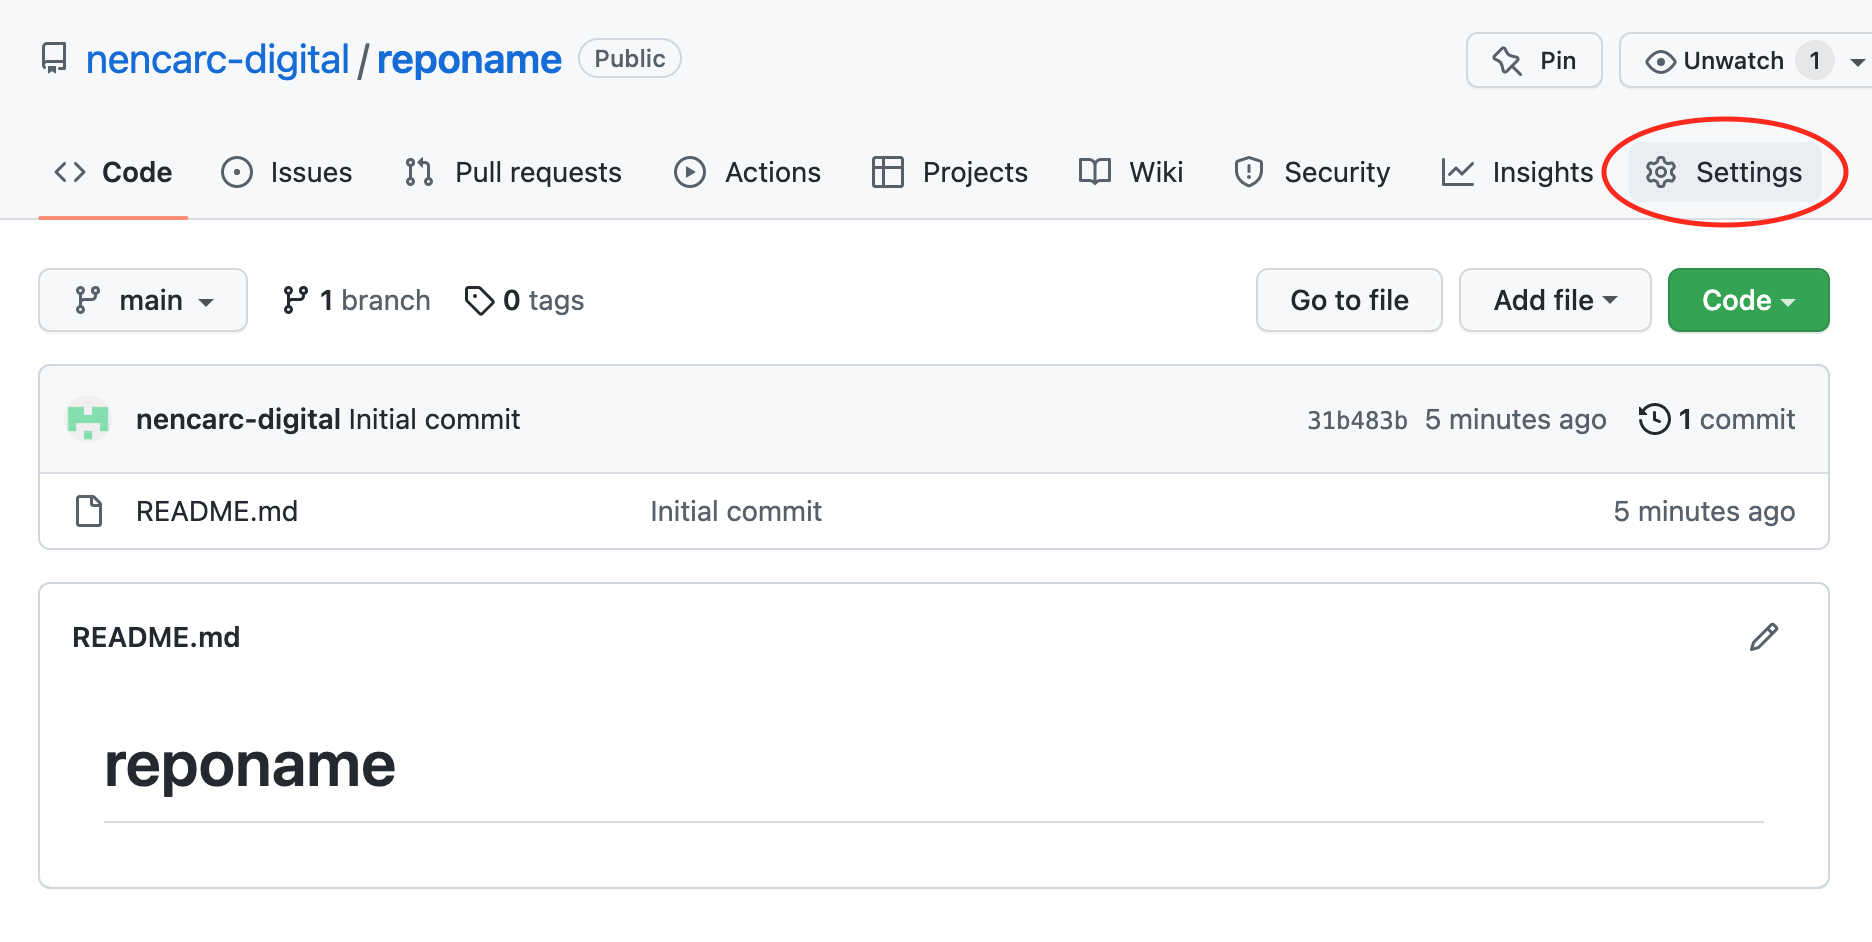 nencarc-digital / reponame Public Pin Unwatch 1
Code Issues Pull requests Actions Projects Wiki Security Insights Settings
main 1 branch 0 tags Go to file Add file Code
nencarc-digital Initial commit 31b483b 5 minutes ago 1 commit
README.md Initial commit 5 minutes ago
README.md
reponame